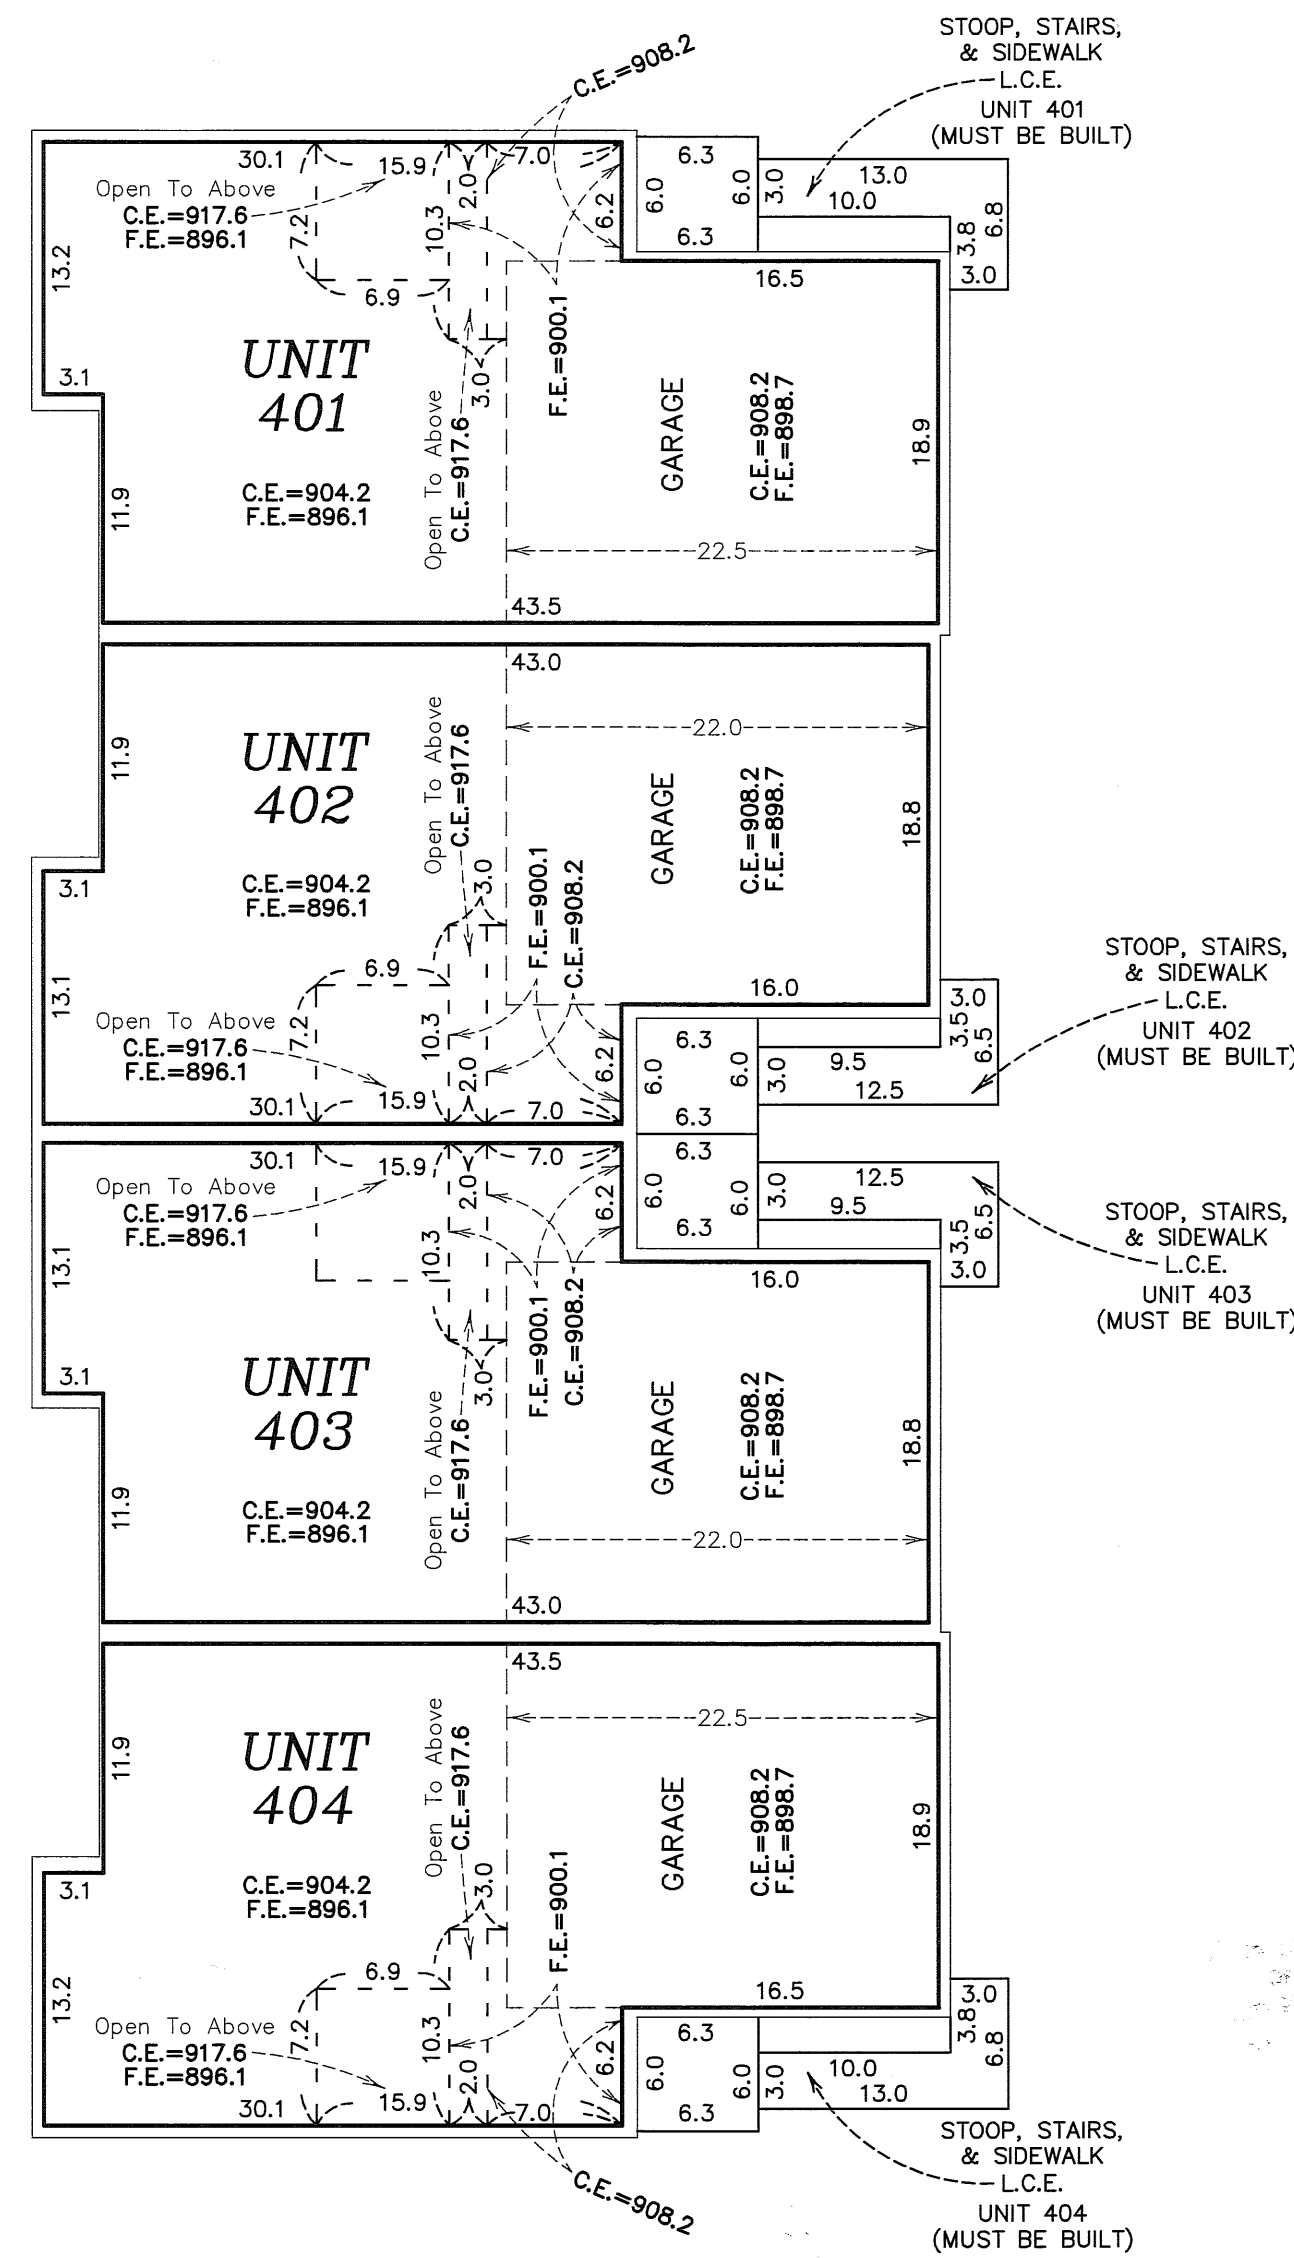 C.E.=908.2
STOOP, STAIRS,
& SIDEWALK
L.C.E.
UNIT 401
(MUST BE BUILT)
30.1
15.9
2.0
7.0
6.3
6.0
6.0
6.3
3.0
13.0
10.0
3.8
6.8
3.0
Open To Above
C.E.=917.6
F.E.=896.1
7.2
10.3
6.2
13.2
6.9
16.5
F.E.=900.1
UNIT
401
3.0
3.1
Open To Above
C.E.=917.6
GARAGE
C.E.=908.2
F.E.=898.7
18.9
C.E.=904.2
F.E.=896.1
11.9
22.5
43.5
43.0
22.0
11.9
UNIT
402
Open To Above
C.E.=917.6
GARAGE
C.E.=908.2
F.E.=898.7
18.8
3.1
C.E.=904.2
F.E.=896.1
3.0
F.E.=900.1
C.E.=908.2
6.9
13.1
16.0
Open To Above
C.E.=917.6
F.E.=896.1
7.2
10.3
2.0
6.2
30.1
15.9
7.0
6.3
6.0
6.0
6.3
3.0
9.5
12.5
3.0
3.5
6.5
STOOP, STAIRS,
& SIDEWALK
L.C.E.
UNIT 402
(MUST BE BUILT)
30.1
15.9
2.0
7.0
6.3
6.0
6.0
6.3
3.0
12.5
9.5
3.5
6.5
3.0
STOOP, STAIRS,
& SIDEWALK
L.C.E.
UNIT 403
(MUST BE BUILT)
Open To Above
C.E.=917.6
F.E.=896.1
10.3
6.2
13.1
16.0
F.E.=900.1
C.E.=908.2
3.1
UNIT
403
3.0
Open To Above
C.E.=917.6
GARAGE
C.E.=908.2
F.E.=898.7
18.8
C.E.=904.2
F.E.=896.1
11.9
22.0
43.0
43.5
22.5
11.9
UNIT
404
Open To Above
C.E.=917.6
GARAGE
C.E.=908.2
F.E.=898.7
18.9
3.1
C.E.=904.2
F.E.=896.1
3.0
F.E.=900.1
6.9
13.2
16.5
Open To Above
C.E.=917.6
F.E.=896.1
7.2
10.3
2.0
6.2
30.1
15.9
7.0
6.3
6.0
6.0
6.3
3.0
10.0
13.0
3.0
3.8
6.8
C.E.=908.2
STOOP, STAIRS,
& SIDEWALK
L.C.E.
UNIT 404
(MUST BE BUILT)